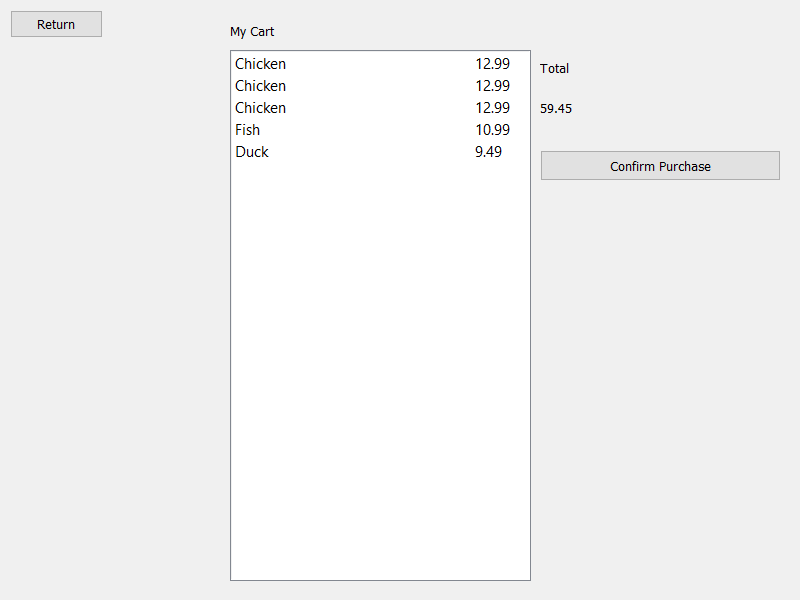 Return
My Cart
Chicken 12.99
Chicken 12.99
Chicken 12.99
Fish 10.99
Duck 9.49
Total
59.45
Confirm Purchase